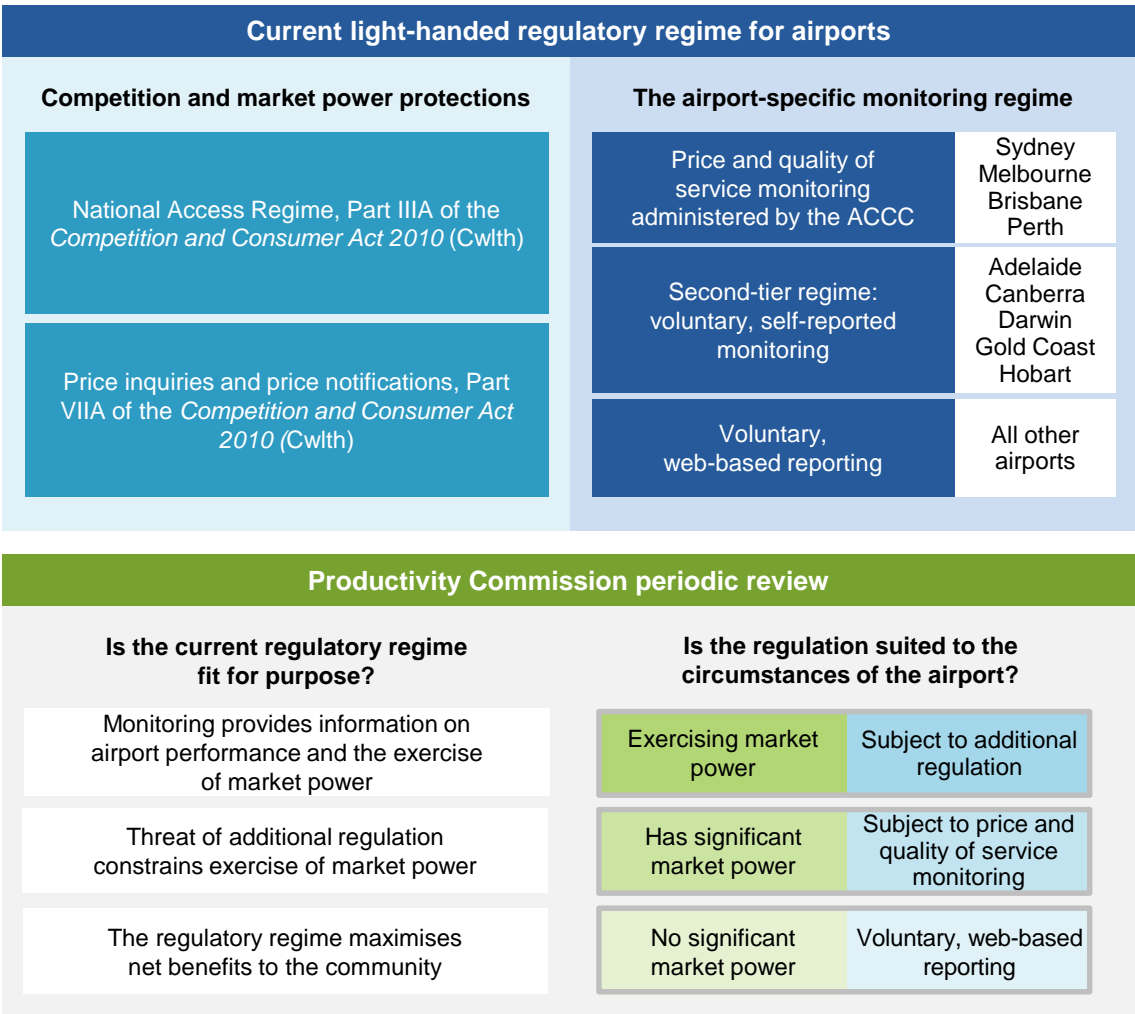 Current light-handed regulatory regime for airports
Competition and market power protections
National Access Regime, Part IIIA of the
Competition and Consumer Act 2010 (Cwlth)
Price inquiries and price notifications, Part
VIIA of the Competition and Consumer Act
2010 (Cwlth)
The airport-specific monitoring regime
Price and quality of
service monitoring
administered by the ACCC
Sydney
Melbourne
Brisbane
Perth
Second-tier regime:
voluntary, self-reported
monitoring
Adelaide
Canberra
Darwin
Gold Coast
Hobart
Voluntary,
web-based reporting
All other
airports
Productivity Commission periodic review
Is the current regulatory regime
fit for purpose?
Monitoring provides information on
airport performance and the exercise
of market power
Threat of additional regulation
constrains exercise of market power
The regulatory regime maximises
net benefits to the community
Is the regulation suited to the
circumstances of the airport?
Exercising market
power
Subject to additional
regulation
Has significant
market power
Subject to price and
quality of service
monitoring
No significant
market power
Voluntary, web-based
reporting